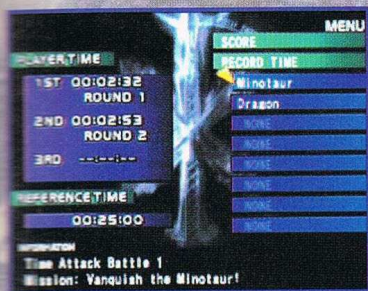 MENU
SCORE
RECORD TIME
PLAYER TIME
1ST 00:02:32
ROUND 1
2ND 00:02:53
ROUND 2
3RD --:--:--
REFERENCE TIME
00:25:00
Minotaur
Dragon
NONE
NONE
NONE
NONE
NONE
NONE
INFORMATION
Time Attack Battle 1
Mission: Vanquish the Minotaur!